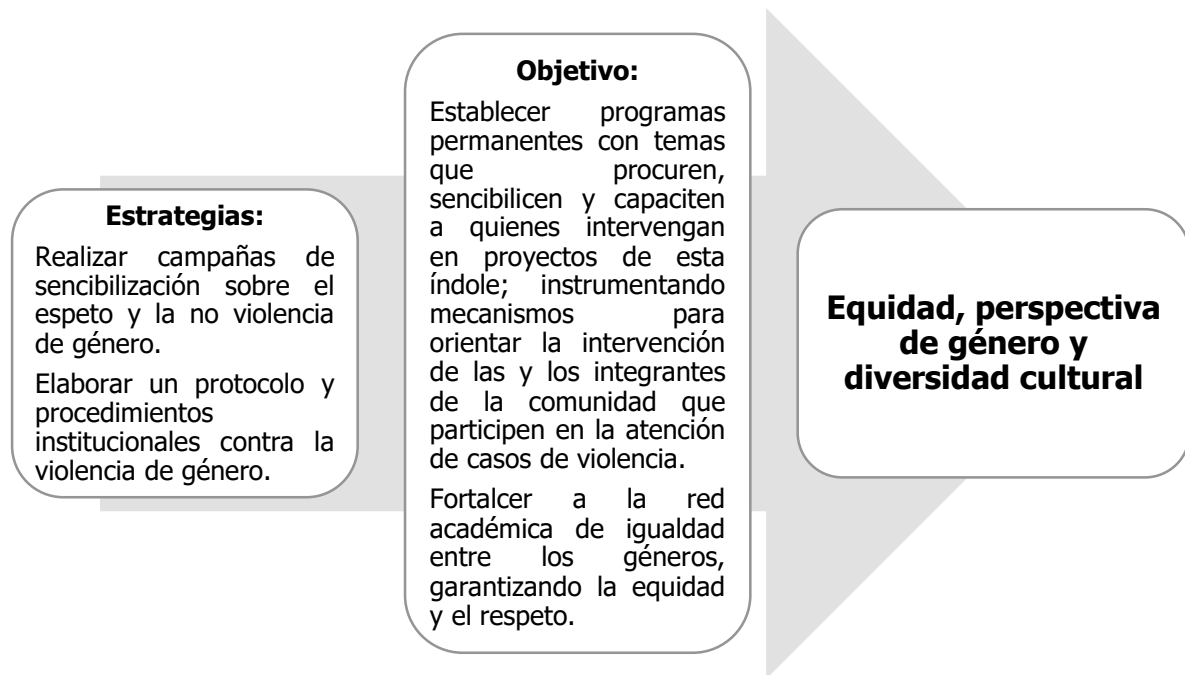 Estrategias:
Realizar campañas de
sencibilización sobre el
espeto y la no violencia
de género.
Elaborar un protocolo y
procedimientos
institucionales contra la
violencia de género.
Objetivo:
Establecer programas
permanentes con temas
que procuren,
sencibilicen y capaciten
a quienes intervengan
en proyectos de esta
índole; instrumentando
mecanismos para
orientar la intervención
de las y los integrantes
de la comunidad que
participen en la atención
de casos de violencia.
Fortalcer a la red
académica de igualdad
entre los géneros,
garantizando la equidad
y el respeto.
Equidad, perspectiva
de género y
diversidad cultural